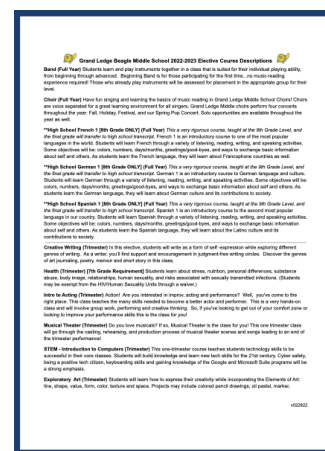 Grand Ledge Beagle Middle School 2022-2023 Elective Course Descriptions
Band (Full Year) Students learn and play instruments together in a class that is suited for their individual playing ability,
from beginning through advanced. Beginning Band is for those participating for the first time...no music-reading
experience required! Those who already play instruments will be assessed for placement in the appropriate group for their
level.
Choir (Full Year) Have fun singing and learning the basics of music reading in Grand Ledge Middle School Choirs! Choirs
are voice separated for a great learning environment for all singers. Grand Ledge Middle choirs perform four concerts
throughout the year: Fall, Holiday, Festival, and our Spring Pop Concert. Solo opportunities are available throughout the
year as well.
**High School French 1 [8th Grade ONLY] (Full Year) This is a very rigorous course, taught at the 9th Grade Level, and
the final grade will transfer to high school transcript. French 1 is an introductory course to one of the most popular
languages in the world. Students will learn French through a variety of listening, reading, writing, and speaking activities.
Some objectives will be: colors, numbers, days/months, greetings/good-byes, and ways to exchange basic information
about self and others. As students learn the French language, they will learn about Francophone countries as well.
**High School German 1 [8th Grade ONLY] (Full Year) This is a very rigorous course, taught at the 9th Grade Level, and
the final grade will transfer to high school transcript. German 1 is an introductory course to German language and culture.
Students will learn German through a variety of listening, reading, writing, and speaking activities. Some objectives will be:
colors, numbers, days/months, greetings/good-byes, and ways to exchange basic information about self and others. As
students learn the German language, they will learn about German culture and its contributions to society.
**High School Spanish 1 [8th Grade ONLY] (Full Year) This is a very rigorous course, taught at the 9th Grade Level, and
the final grade will transfer to high school transcript. Spanish 1 is an introductory course to the second most popular
language in our country. Students will learn Spanish through a variety of listening, reading, writing, and speaking activities.
Some objectives will be: colors, numbers, days/months, greetings/good-byes, and ways to exchange basic information
about self and others. As students learn the Spanish language, they will learn about the Latino culture and its
contributions to society.
Creative Writing (Trimester) In this elective, students will write as a form of self-expression while exploring different
genres of writing. As a writer, you'll find support and encouragement in judgment-free writing circles. Discover the genres
of art journaling, poetry, memoir and short story in this class.
Health (Trimester) [7th Grade Requirement] Students learn about stress, nutrition, personal differences, substance
abuse, body image, relationships, human sexuality, and risks associated with sexually transmitted infections. (Students
may be exempt from the HIV/Human Sexuality Units through a waiver.)
Intro to Acting (Trimester) Action! Are you interested in improv, acting and performance? Well, you've come to the
right place. This class teaches the many skills needed to become a better actor and performer. This is a very hands-on
class and will involve group work, performing and creative thinking. So, if you're looking to get out of your comfort zone or
looking to improve your performance skills this is the class for you!
Musical Theater (Trimester) Do you love musicals? If so, Musical Theater is the class for you! This one trimester class
will go through the casting, rehearsing, and production process of musical theater scenes and songs leading to an end of
the trimester performance!
STEM - Introduction to Computers (Trimester) This one-trimester course teaches students technology skills to be
successful in their core classes. Students will build knowledge and learn new tech skills for the 21st century. Cyber safety,
being a positive tech citizen, keyboarding skills and gaining knowledge of the Google and Microsoft Suite programs will be
a strong emphasis.
Exploratory Art (Trimester) Students will learn how to express their creativity while incorporating the Elements of Art:
line, shape, value, form, color, texture and space. Projects may include colored pencil drawings, oil pastel, marker,
v022822